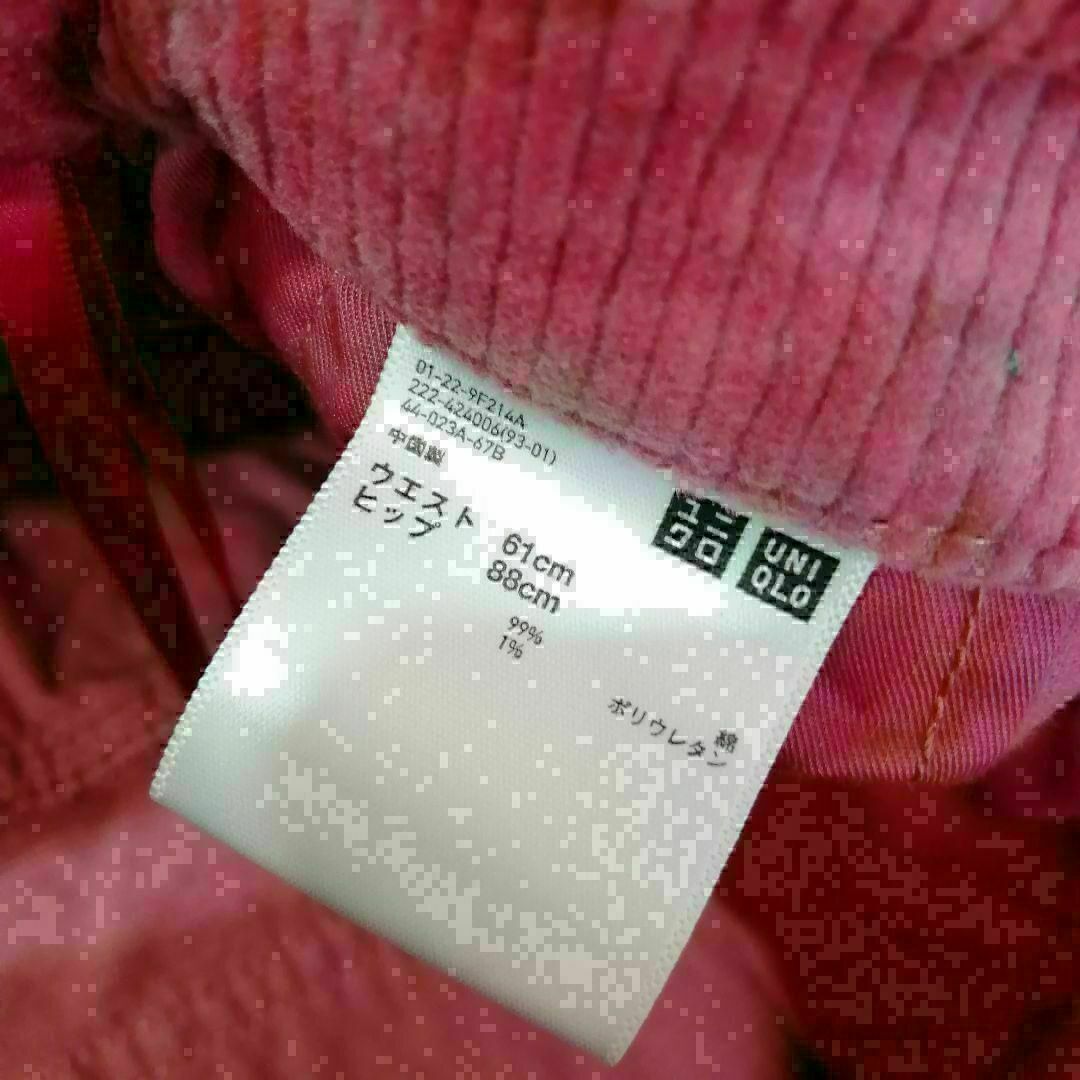 01-22-9F214A
222-424006(93-01)
44-023A-67B
中国製
ウエスト 61cm
ヒップ 88cm
99% 綿
1% ポリウレタン
ユニクロ
UNIQLO